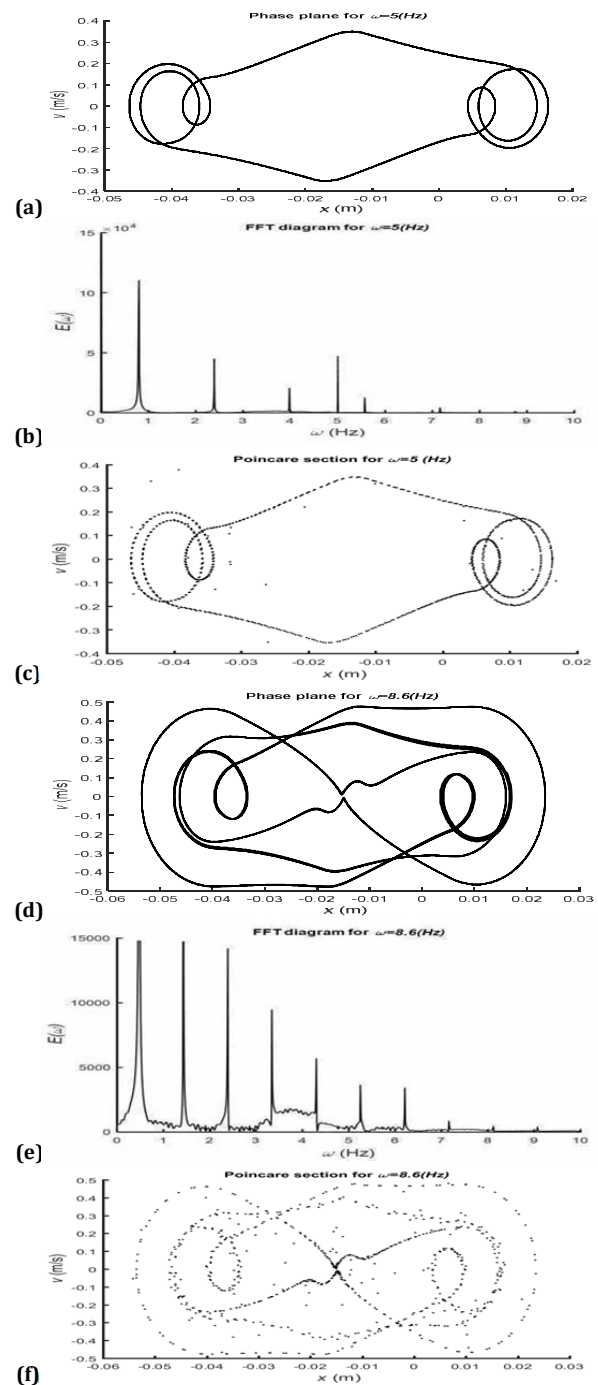 Phase plane for ω=5(Hz)
0.4
0.3
0.2
0.1
0
-0.1
-0.2
-0.3
-0.4
v (m/s)
-0.05 -0.04 -0.03 -0.02 -0.01 0 0.01 0.02
x (m)
(a)
×10⁴ FFT diagram for ω=5(Hz)
15
10
5
0
E(ω)
0 1 2 3 4 5 6 7 8 9 10
ω (Hz)
(b)
Poincare section for ω=5 (Hz)
0.4
0.3
0.2
0.1
0
-0.1
-0.2
-0.3
-0.4
v (m/s)
-0.05 -0.04 -0.03 -0.02 -0.01 0 0.01 0.02
x (m)
(c)
Phase plane for ω=8.6(Hz)
0.5
0.4
0.3
0.2
0.1
0
-0.1
-0.2
-0.3
-0.4
-0.5
v (m/s)
-0.06 -0.05 -0.04 -0.03 -0.02 -0.01 0 0.01 0.02 0.03
x (m)
(d)
FFT diagram for ω=8.6(Hz)
15000
10000
5000
0
E(ω)
0 1 2 3 4 5 6 7 8 9 10
ω (Hz)
(e)
Poincare section for ω=8.6(Hz)
0.5
0.4
0.3
0.2
0.1
0
-0.1
-0.2
-0.3
-0.4
-0.5
v (m/s)
-0.06 -0.05 -0.04 -0.03 -0.02 -0.01 0 0.01 0.02 0.03
x (m)
(f)